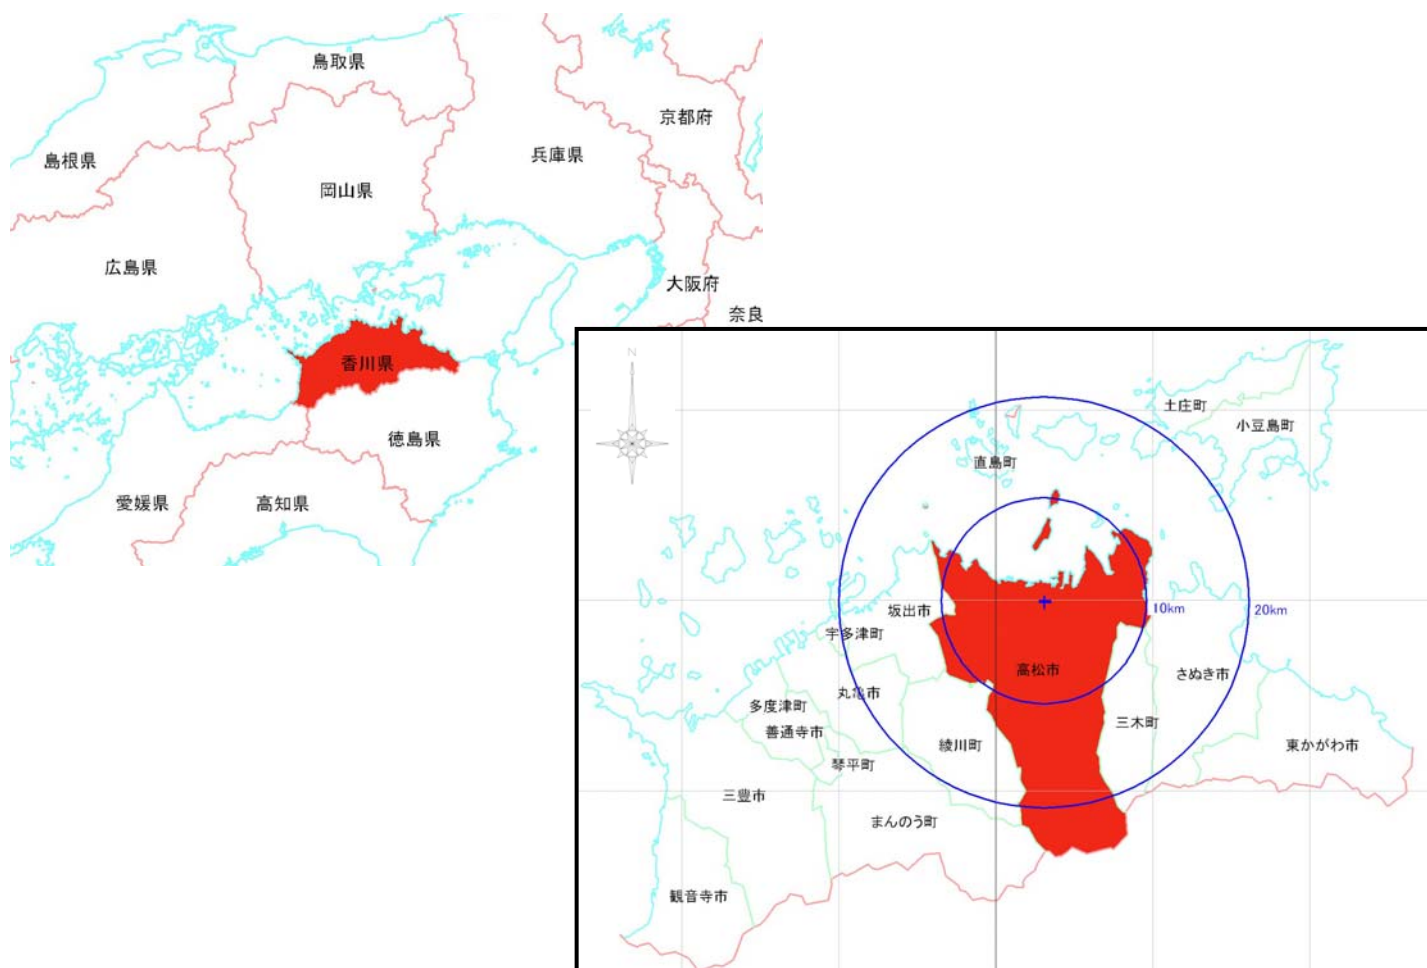 鳥取県
京都府
兵庫県
島根県
岡山県
広島県
大阪府
奈良
香川県
徳島県
愛媛県
高知県
N
土庄町
小豆島町
直島町
坂出市
10km
20km
宇多津町
高松市
さぬき市
丸亀市
多度津町
三木町
善通寺市
綾川町
東かがわ市
琴平町
三豊市
まんのう町
観音寺市